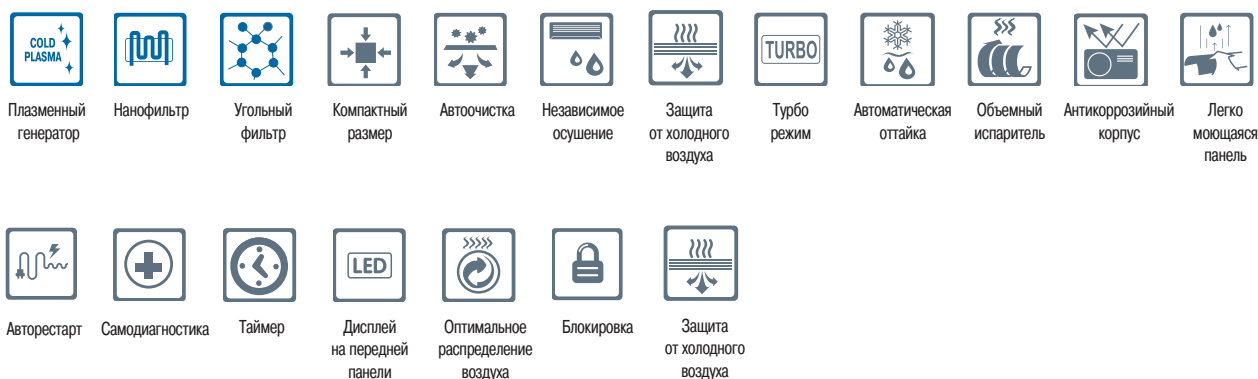 COLD
PLASMA
TURBO
Плазменный
генератор
Нанофильтр
Угольный
фильтр
Компактный
размер
Автоочистка
Независимое
осушение
Защита
от холодного
воздуха
Турбо
режим
Автоматическая
оттайка
Объемный
испаритель
Антикоррозийный
корпус
Легко
моющаяся
панель
LED
Авторестарт
Самодиагностика
Таймер
Дисплей
на передней
панели
Оптимальное
распределение
воздуха
Блокировка
Защита
от холодного
воздуха